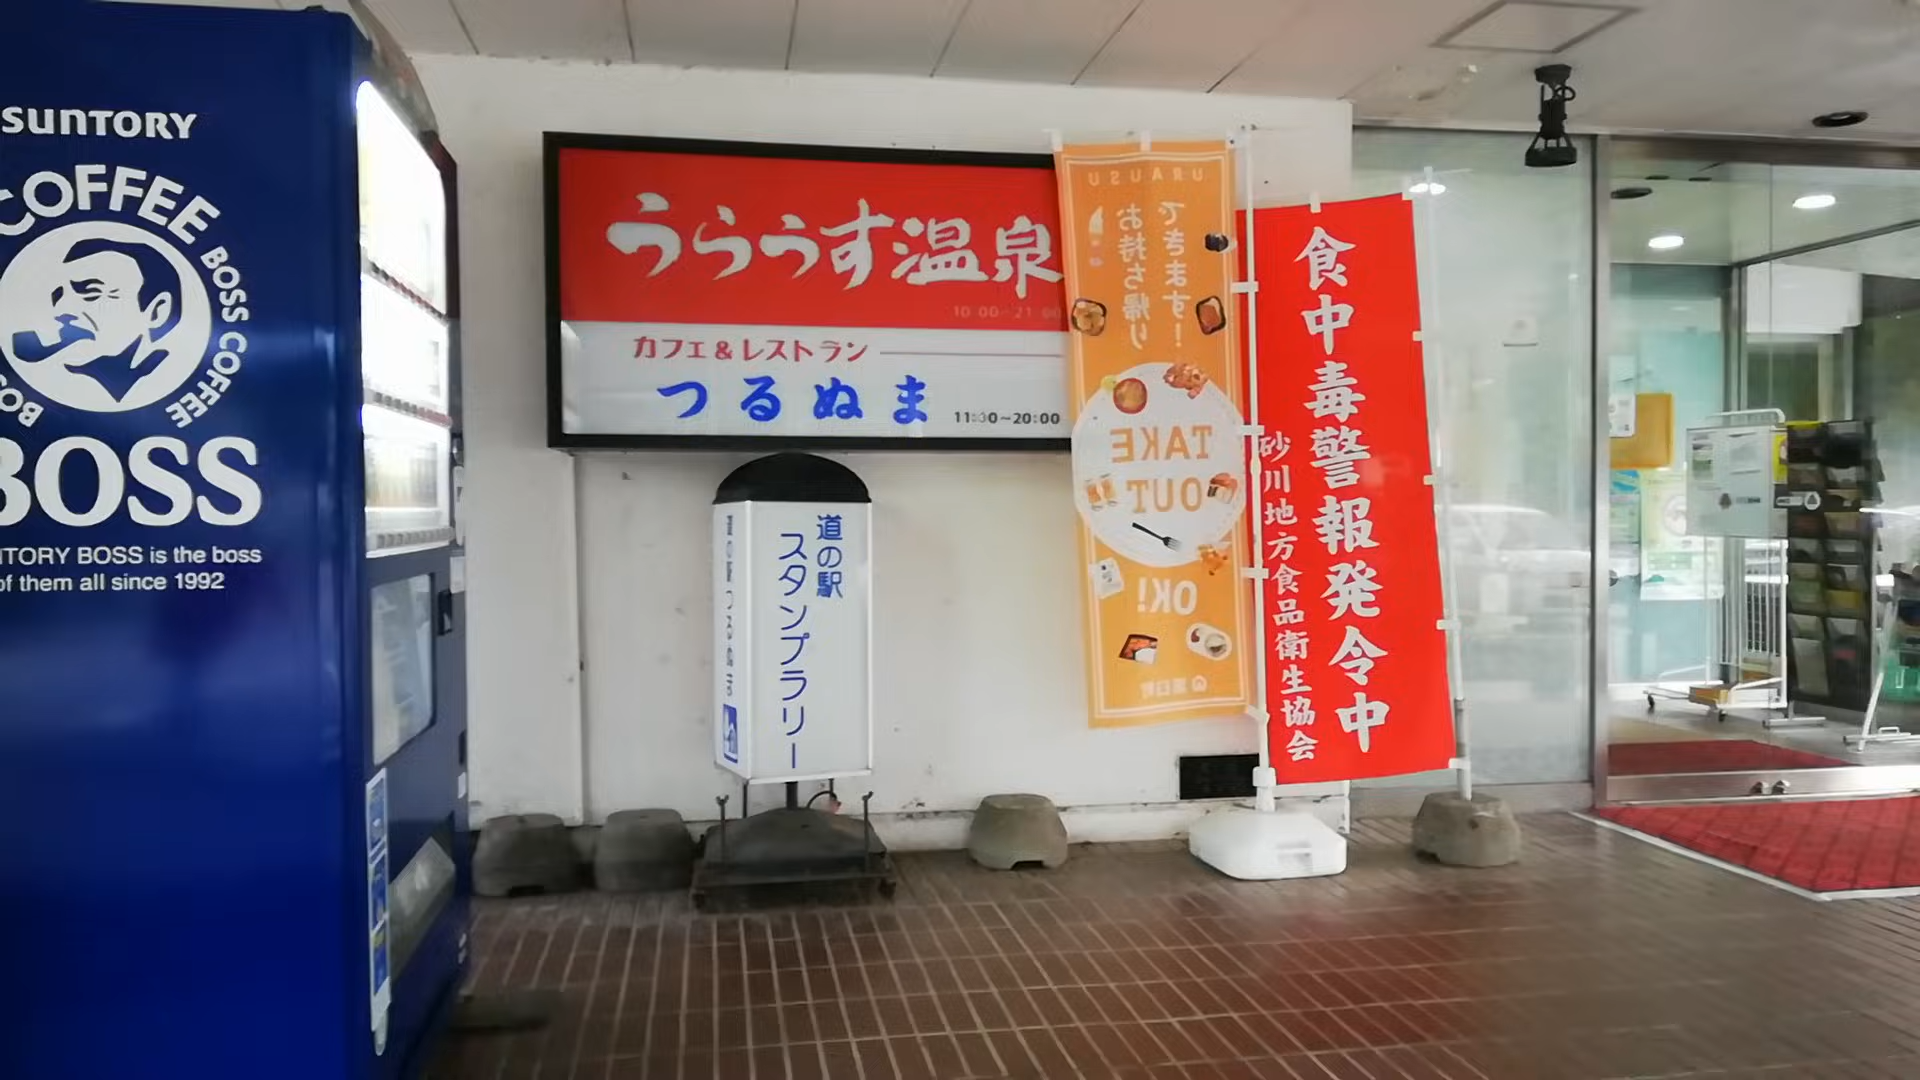 SUNTORY
COFFEE
BOSS COFFEE
BOSS
BOSS is the boss
of them all since 1992
うらうす温泉
10:00~21:00
カフェ&レストラン
つるぬま
11:30~20:00
道の駅
スタンプラリー
URAUSU
お持ち帰り
できます!
TAKE
OUT
OK!
食中毒警報発令中
砂川地方食品衛生協会